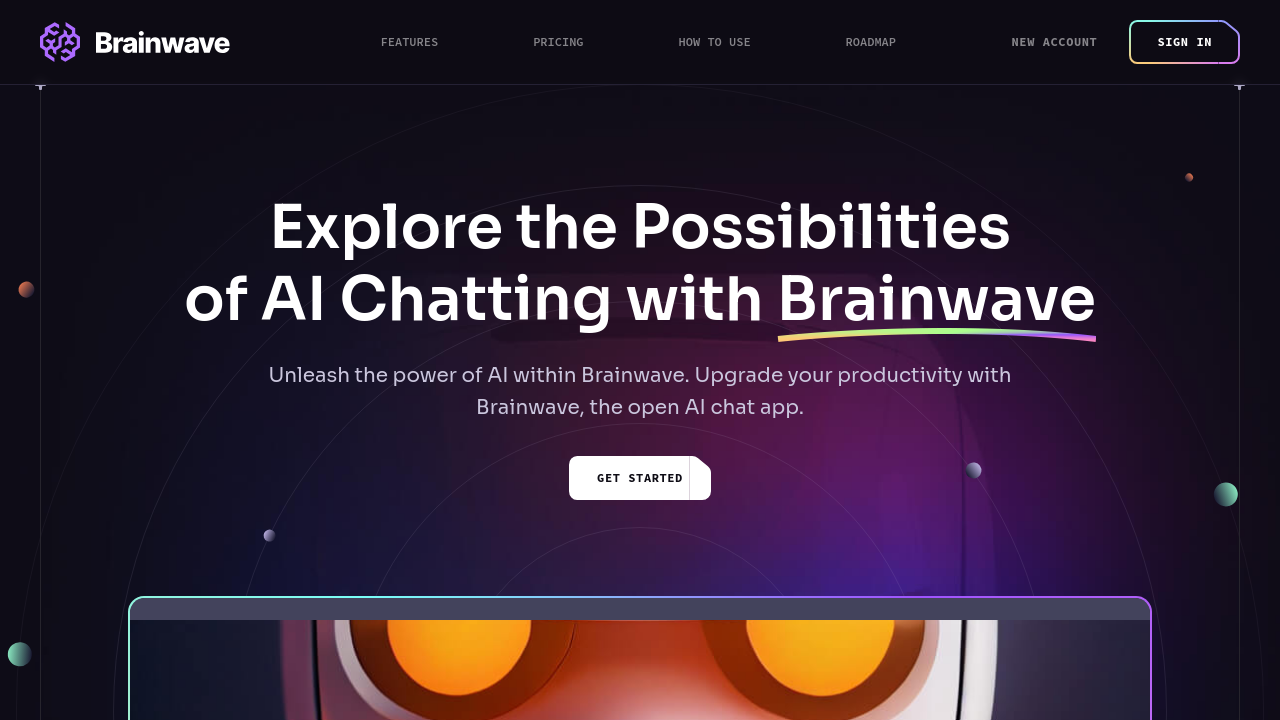 Brainwave
FEATURES
PRICING
HOW TO USE
ROADMAP
NEW ACCOUNT
SIGN IN
Explore the Possibilities
of AI Chatting with Brainwave
Unleash the power of AI within Brainwave. Upgrade your productivity with
Brainwave, the open AI chat app.
GET STARTED